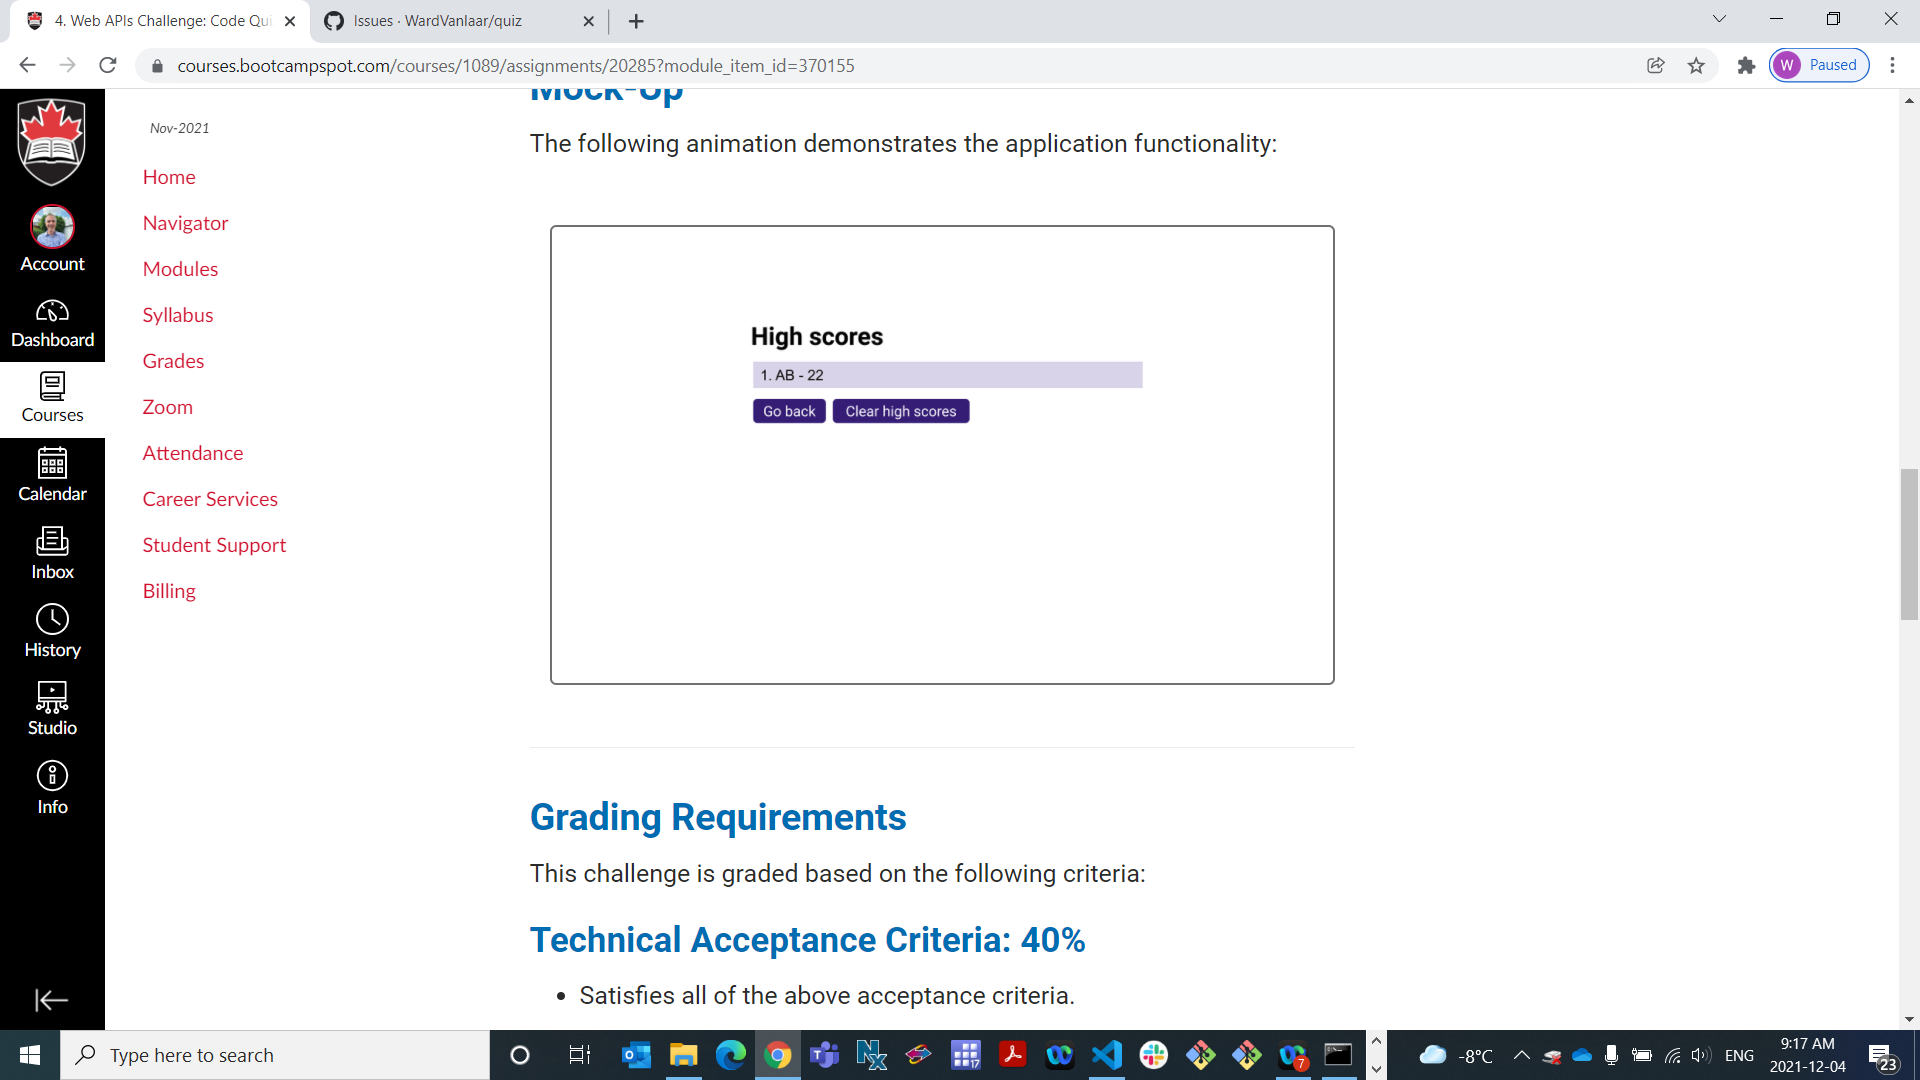 4. Web APIs Challenge: Code Qui
Issues · WardVanlaar/quiz
courses.bootcampspot.com/courses/1089/assignments/20285?module_item_id=370155
W Paused
Nov-2021
Home
Navigator
Modules
Syllabus
Grades
Zoom
Attendance
Career Services
Student Support
Billing
Account
Dashboard
Courses
Calendar
Inbox
History
Studio
Info
Mock-Up
The following animation demonstrates the application functionality:
High scores
1. AB - 22
Go back Clear high scores
Grading Requirements
This challenge is graded based on the following criteria:
Technical Acceptance Criteria: 40%
• Satisfies all of the above acceptance criteria.
Type here to search
17
7
-8°C
ENG
9:17 AM
2021-12-04
23